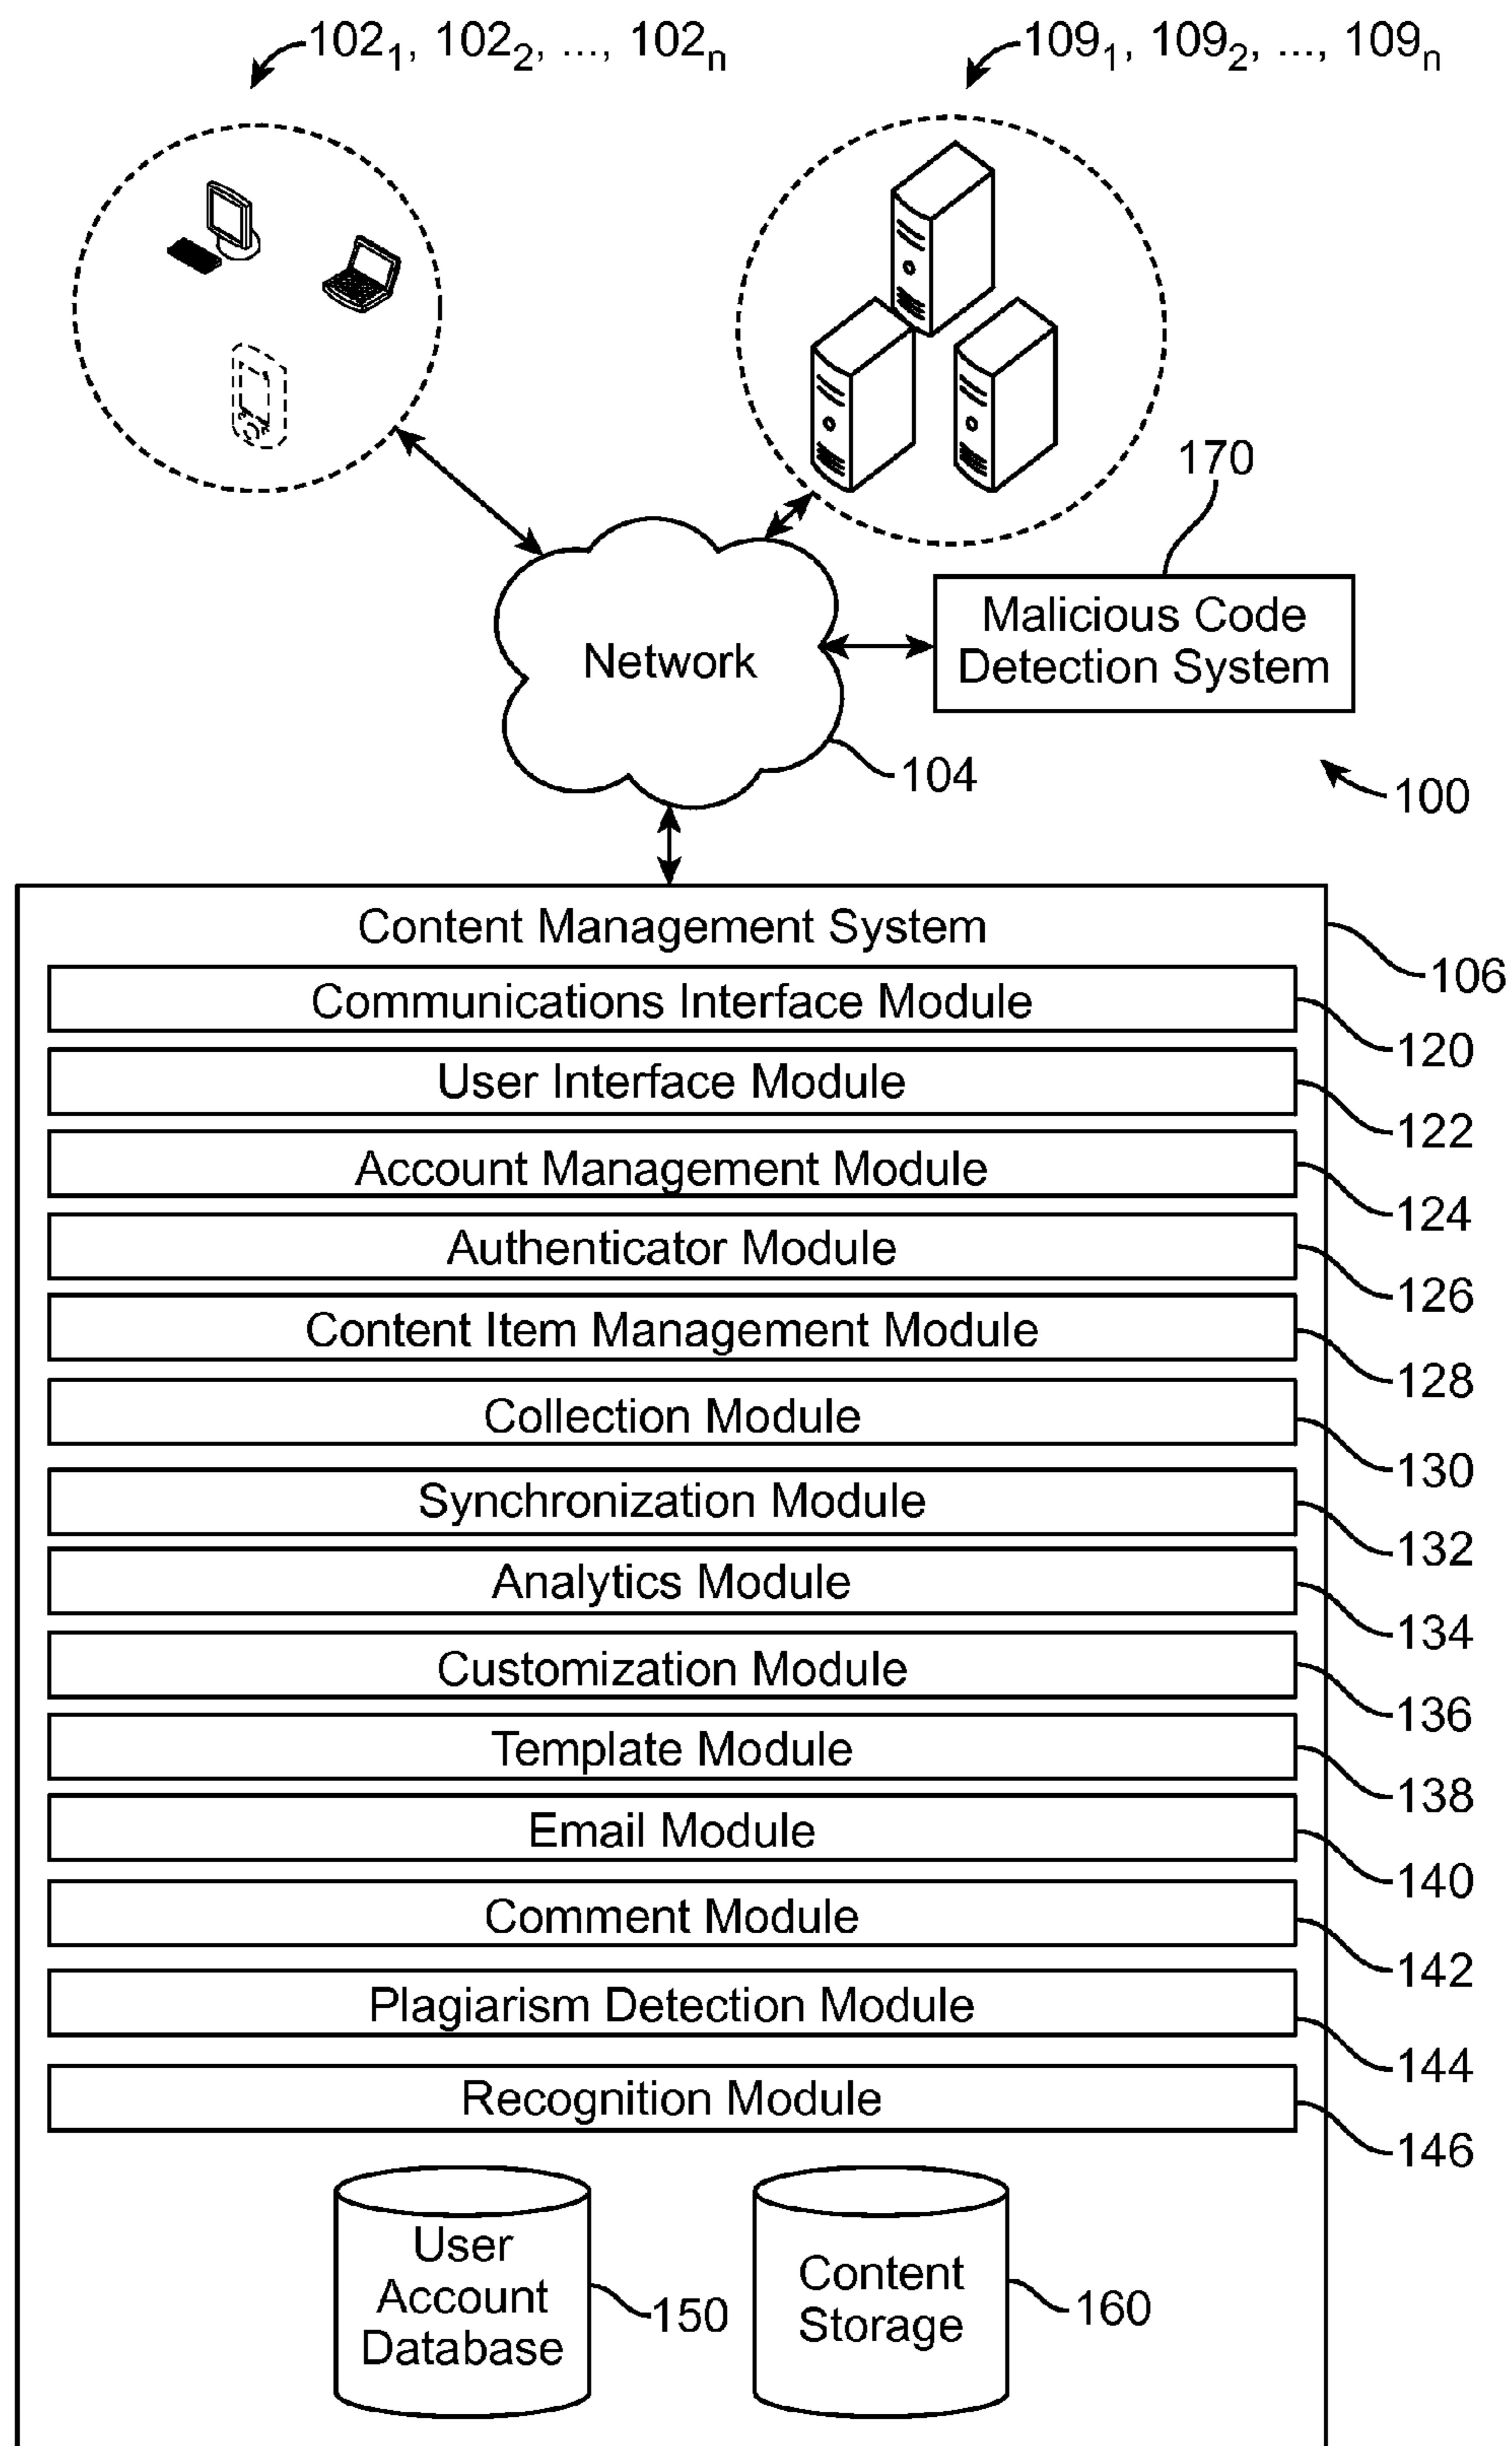 102₁, 102₂, ..., 102ₙ
109₁, 109₂, ..., 109ₙ
170
Malicious Code
Detection System
Network
104
100
Content Management System
106
Communications Interface Module
120
User Interface Module
122
Account Management Module
124
Authenticator Module
126
Content Item Management Module
128
Collection Module
130
Synchronization Module
132
Analytics Module
134
Customization Module
136
Template Module
138
Email Module
140
Comment Module
142
Plagiarism Detection Module
144
Recognition Module
146
User
Account
Database
150
Content
Storage
160